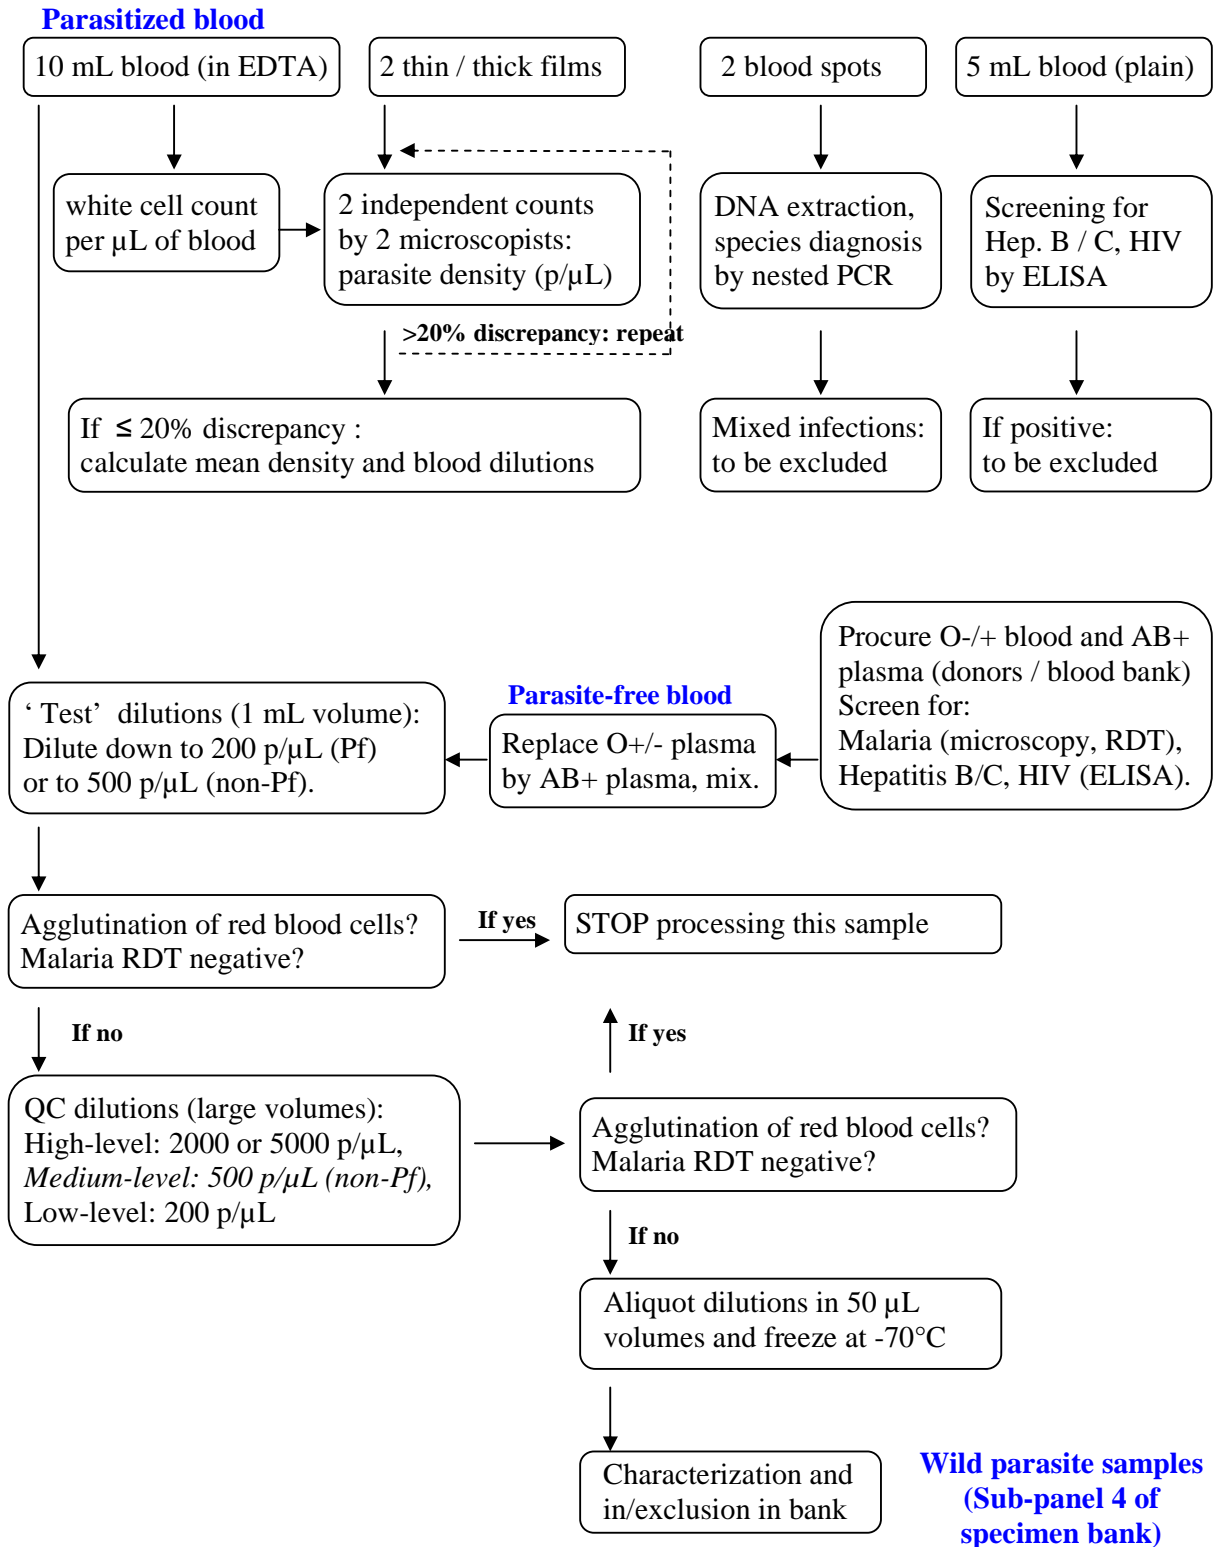 Parasitized blood
10 mL blood (in EDTA)
2 thin / thick films
2 blood spots
5 mL blood (plain)
white cell count
per µL of blood
2 independent counts
by 2 microscopists:
parasite density (p/µL)
DNA extraction,
species diagnosis
by nested PCR
Screening for
Hep. B / C, HIV
by ELISA
>20% discrepancy: repeat
If ≤ 20% discrepancy :
calculate mean density and blood dilutions
Mixed infections:
to be excluded
If positive:
to be excluded
Procure O-/+ blood and AB+
plasma (donors / blood bank)
Screen for:
Malaria (microscopy, RDT),
Hepatitis B/C, HIV (ELISA).
Parasite-free blood
Replace O+/- plasma
by AB+ plasma, mix.
‘ Test’ dilutions (1 mL volume):
Dilute down to 200 p/µL (Pf)
or to 500 p/µL (non-Pf).
Agglutination of red blood cells?
Malaria RDT negative?
If yes
STOP processing this sample
If no
If yes
QC dilutions (large volumes):
High-level: 2000 or 5000 p/µL,
Medium-level: 500 p/µL (non-Pf),
Low-level: 200 p/µL
Agglutination of red blood cells?
Malaria RDT negative?
If no
Aliquot dilutions in 50 µL
volumes and freeze at -70°C
Characterization and
in/exclusion in bank
Wild parasite samples
(Sub-panel 4 of
specimen bank)